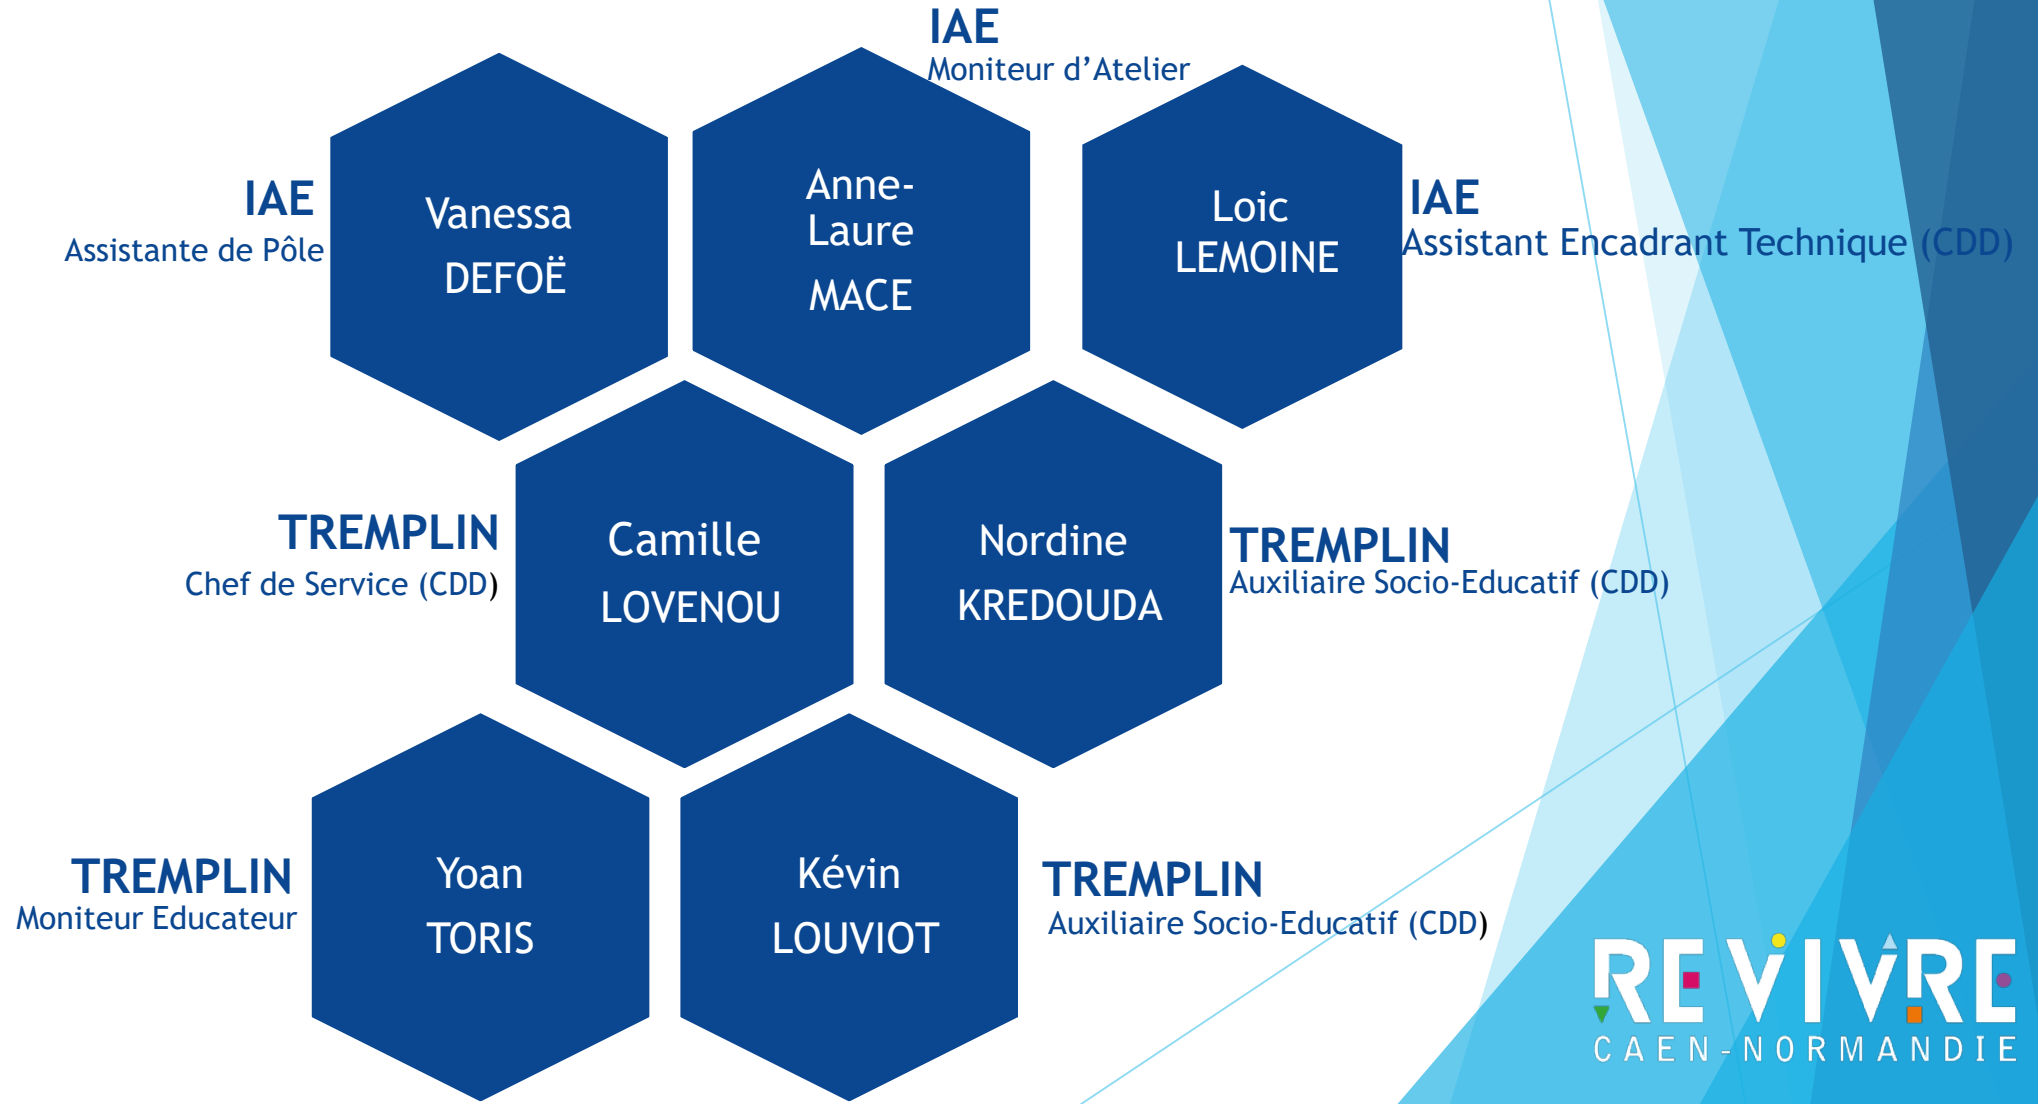 IAE
Moniteur d’Atelier
IAE
Assistante de Pôle
Vanessa
DEFOË
Anne-
Laure
MACE
Loic
LEMOINE
IAE
Assistant Encadrant Technique (CDD)
TREMPLIN
Chef de Service (CDD)
Camille
LOVENOU
Nordine
KREDOUDA
TREMPLIN
Auxiliaire Socio-Educatif (CDD)
TREMPLIN
Moniteur Educateur
Yoan
TORIS
Kévin
LOUVIOT
TREMPLIN
Auxiliaire Socio-Educatif (CDD)
REVIVRE
CAEN-NORMANDIE